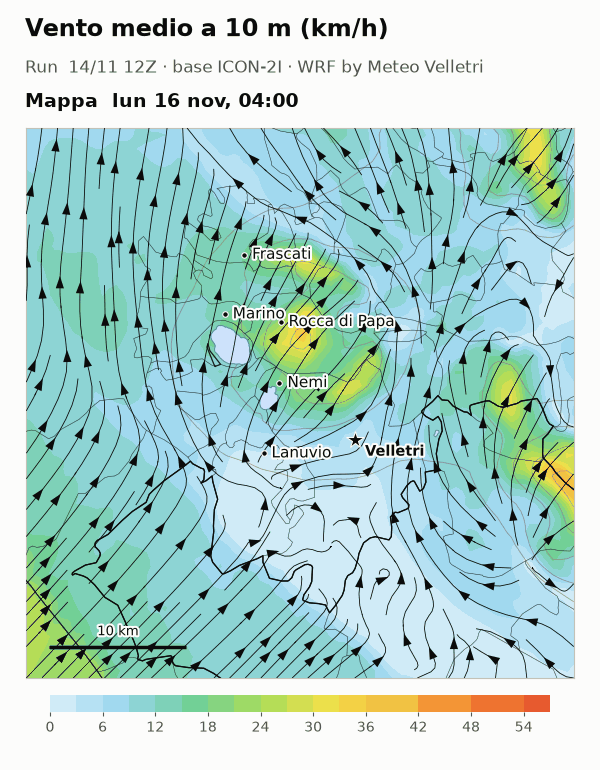 Vento medio a 10 m (km/h)
Run 14/11 12Z · base ICON-2I · WRF by Meteo Velletri
Mappa lun 16 nov, 04:00
Frascati
Marino
Rocca di Papa
Nemi
Lanuvio
Velletri
10 km
0 6 12 18 24 30 36 42 48 54